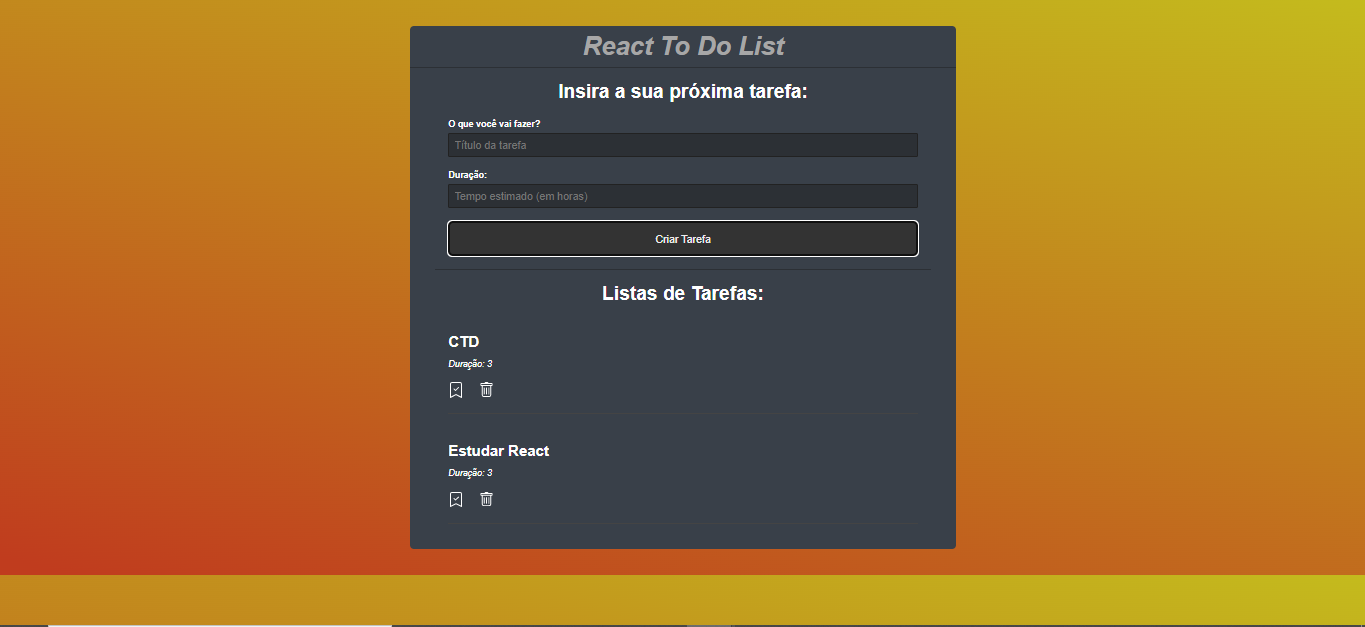 React To Do List
Insira a sua próxima tarefa:
O que você vai fazer?
Título da tarefa
Duração:
Tempo estimado (em horas)
Criar Tarefa
Listas de Tarefas:
CTD
Duração: 3
Estudar React
Duração: 3